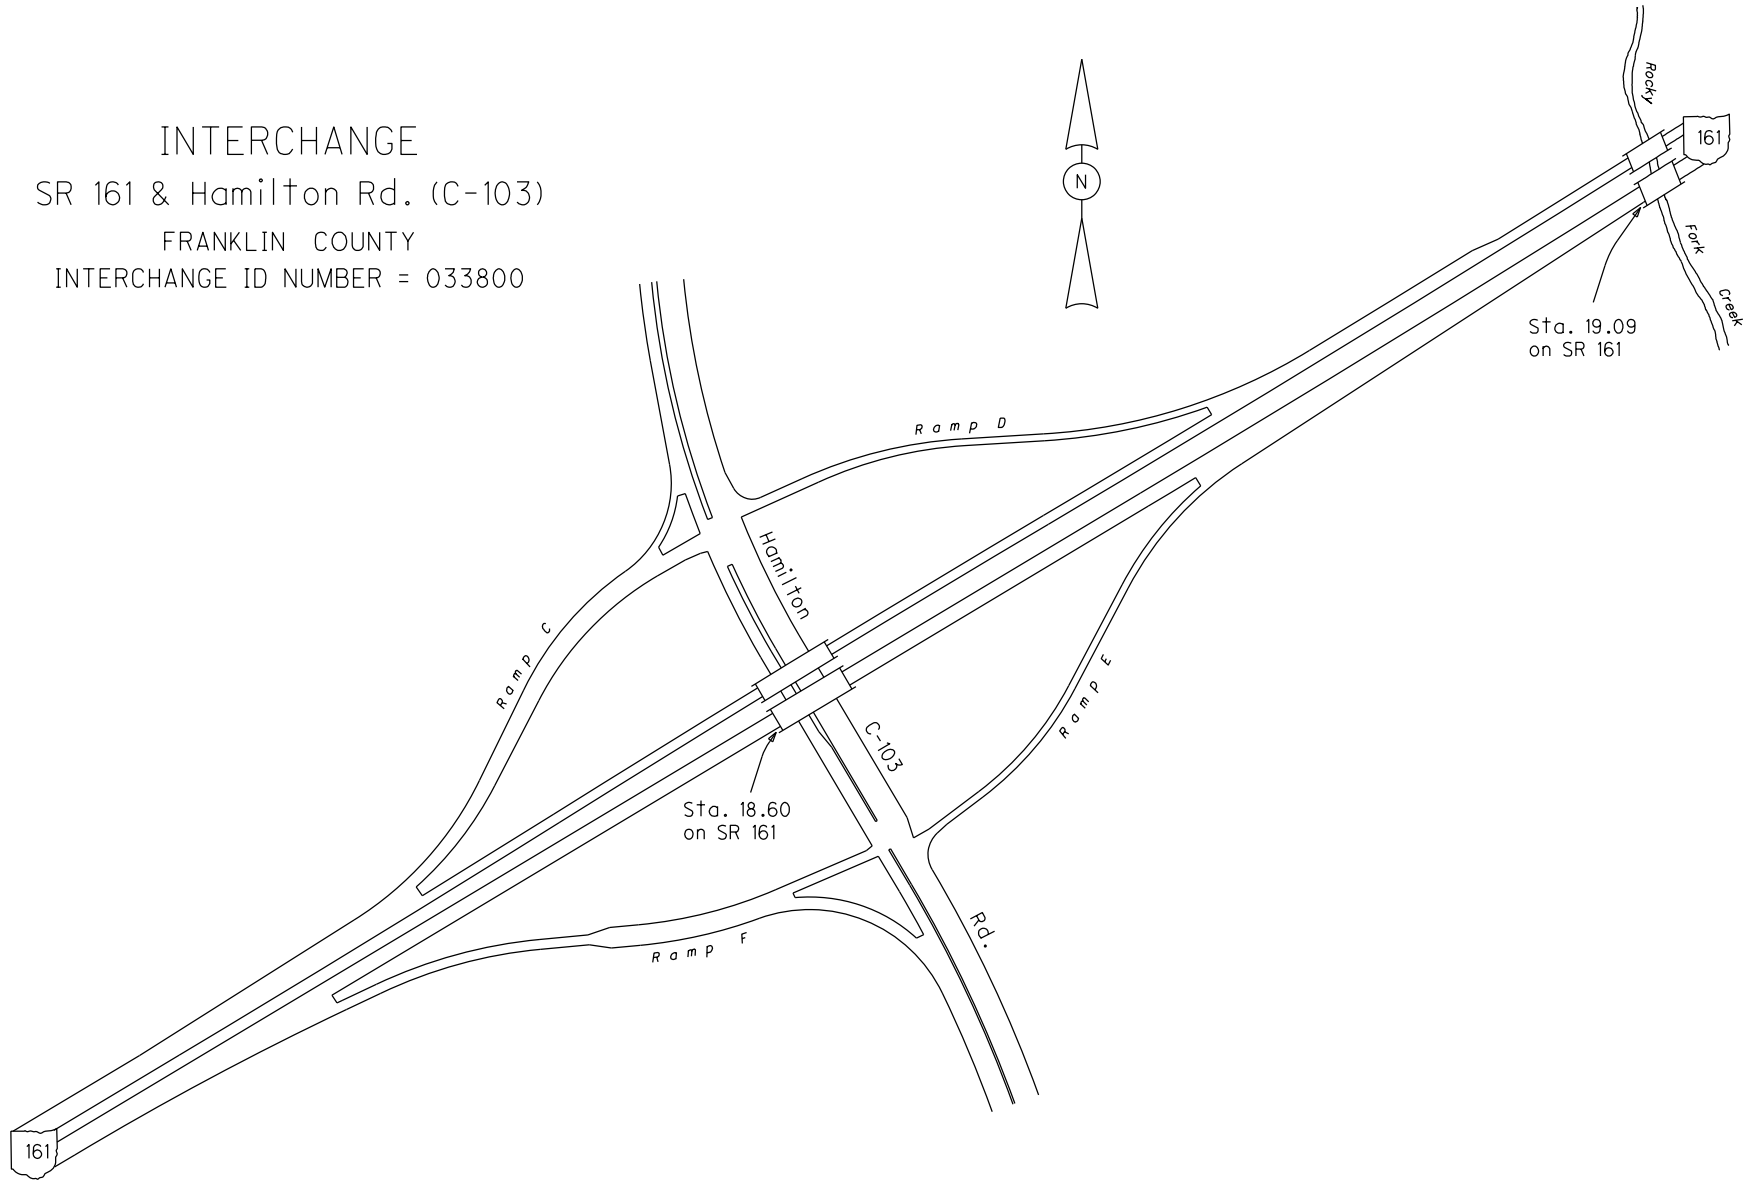 INTERCHANGE
SR 161 & Hamilton Rd. (C-103)
FRANKLIN COUNTY
INTERCHANGE ID NUMBER = 033800
N
Rocky
161
Fork
Creek
Sta. 19.09
on SR 161
Ramp D
Hamilton
Ramp C
Ramp E
C-103
Sta. 18.60
on SR 161
Rd.
Ramp F
161